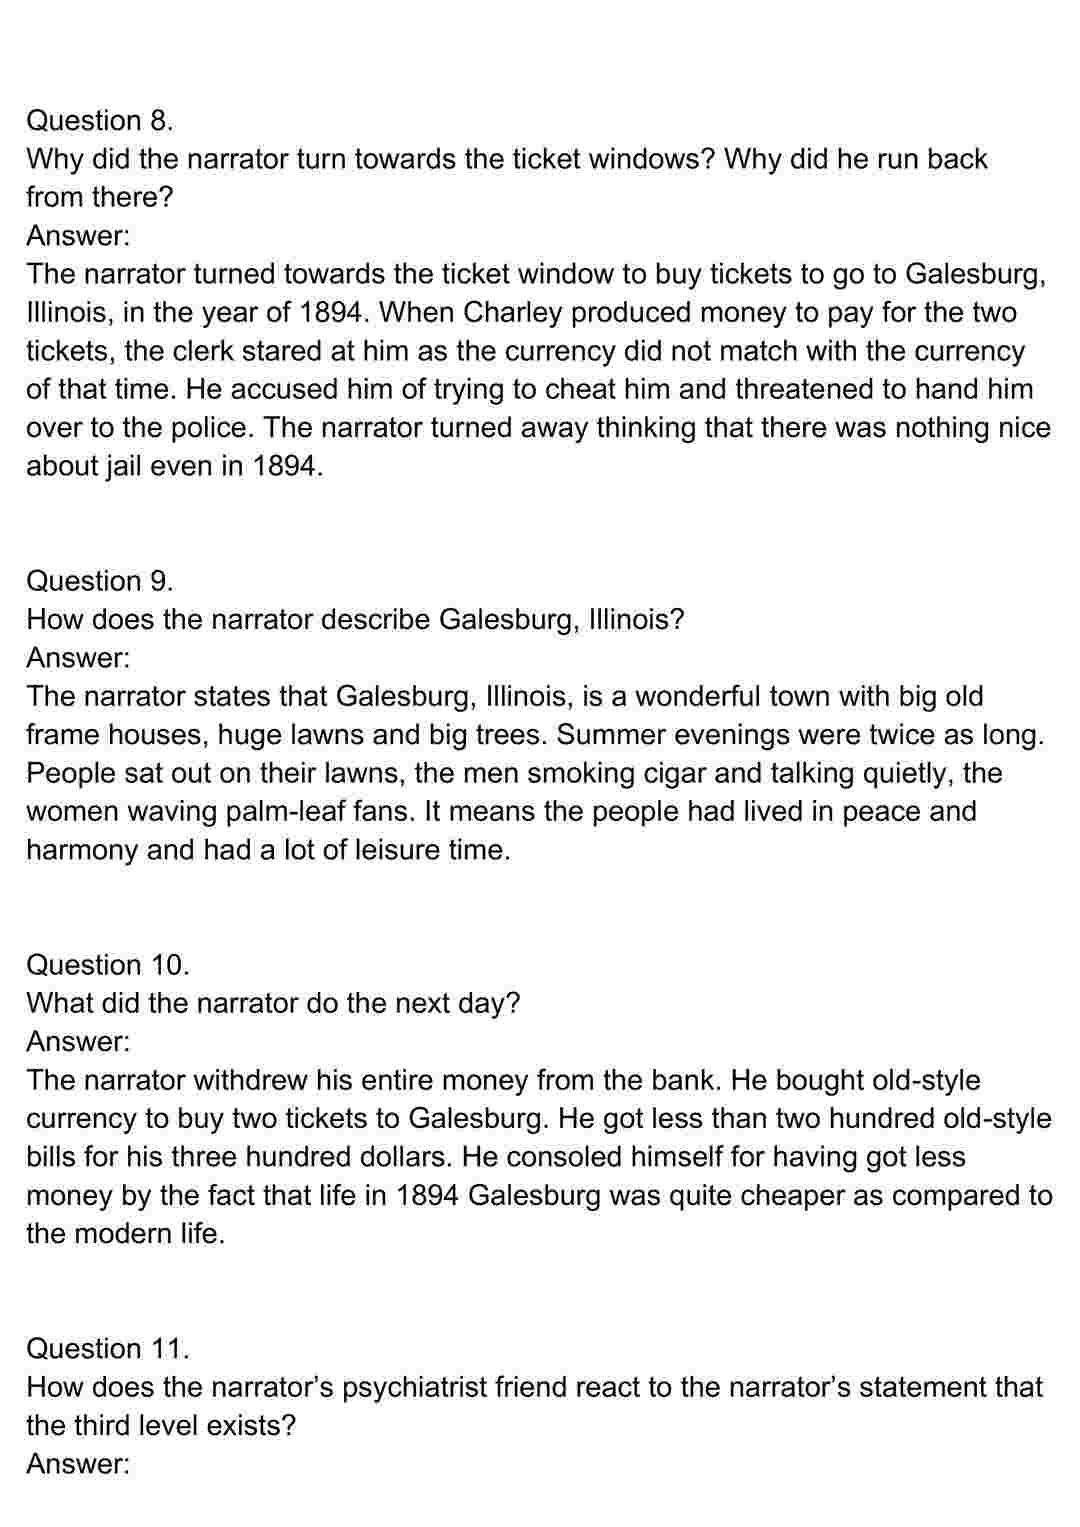 Question 8.
Why did the narrator turn towards the ticket windows? Why did he run back
from there?
Answer:
The narrator turned towards the ticket window to buy tickets to go to Galesburg,
Illinois, in the year of 1894. When Charley produced money to pay for the two
tickets, the clerk stared at him as the currency did not match with the currency
of that time. He accused him of trying to cheat him and threatened to hand him
over to the police. The narrator turned away thinking that there was nothing nice
about jail even in 1894.
Question 9.
How does the narrator describe Galesburg, Illinois?
Answer:
The narrator states that Galesburg, Illinois, is a wonderful town with big old
frame houses, huge lawns and big trees. Summer evenings were twice as long.
People sat out on their lawns, the men smoking cigar and talking quietly, the
women waving palm-leaf fans. It means the people had lived in peace and
harmony and had a lot of leisure time.
Question 10.
What did the narrator do the next day?
Answer:
The narrator withdrew his entire money from the bank. He bought old-style
currency to buy two tickets to Galesburg. He got less than two hundred old-style
bills for his three hundred dollars. He consoled himself for having got less
money by the fact that life in 1894 Galesburg was quite cheaper as compared to
the modern life.
Question 11.
How does the narrator’s psychiatrist friend react to the narrator’s statement that
the third level exists?
Answer: